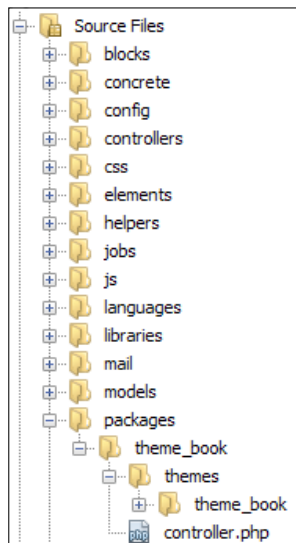 Source Files
blocks
concrete
config
controllers
css
elements
helpers
jobs
js
languages
libraries
mail
models
packages
theme_book
themes
theme_book
php controller.php